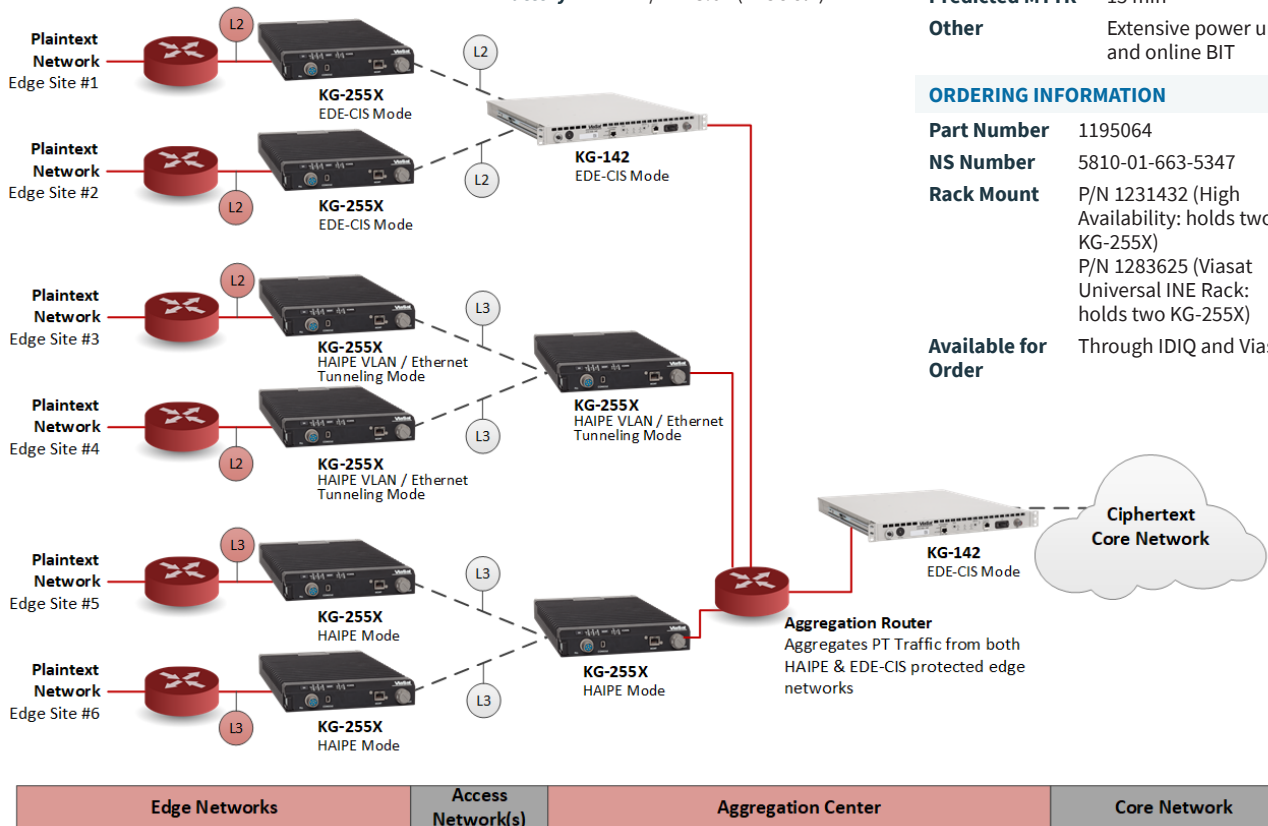 Other Extensive power u
and online BIT
ORDERING INFORMATION
Part Number 1195064
NS Number 5810-01-663-5347
Rack Mount P/N 1231432 (High
Availability: holds two
KG-255X)
P/N 1283625 (Viasat
Universal INE Rack:
holds two KG-255X)
Available for
Order
Through IDIQ and Vias
Plaintext
Network
Edge Site #1
L2
KG-255X
EDE-CIS Mode
L2
Plaintext
Network
Edge Site #2
L2
KG-255X
EDE-CIS Mode
L2
KG-142
EDE-CIS Mode
Plaintext
Network
Edge Site #3
L2
KG-255X
HAIPE VLAN / Ethernet
Tunneling Mode
L3
Plaintext
Network
Edge Site #4
L2
KG-255X
HAIPE VLAN / Ethernet
Tunneling Mode
L3
KG-255X
HAIPE VLAN / Ethernet
Tunneling Mode
Plaintext
Network
Edge Site #5
L3
KG-255X
HAIPE Mode
L3
Plaintext
Network
Edge Site #6
L3
KG-255X
HAIPE Mode
L3
KG-255X
HAIPE Mode
Aggregation Router
Aggregates PT Traffic from both
HAIPE & EDE-CIS protected edge
networks
KG-142
EDE-CIS Mode
Ciphertext
Core Network
Edge Networks
Access
Network(s)
Aggregation Center
Core Network